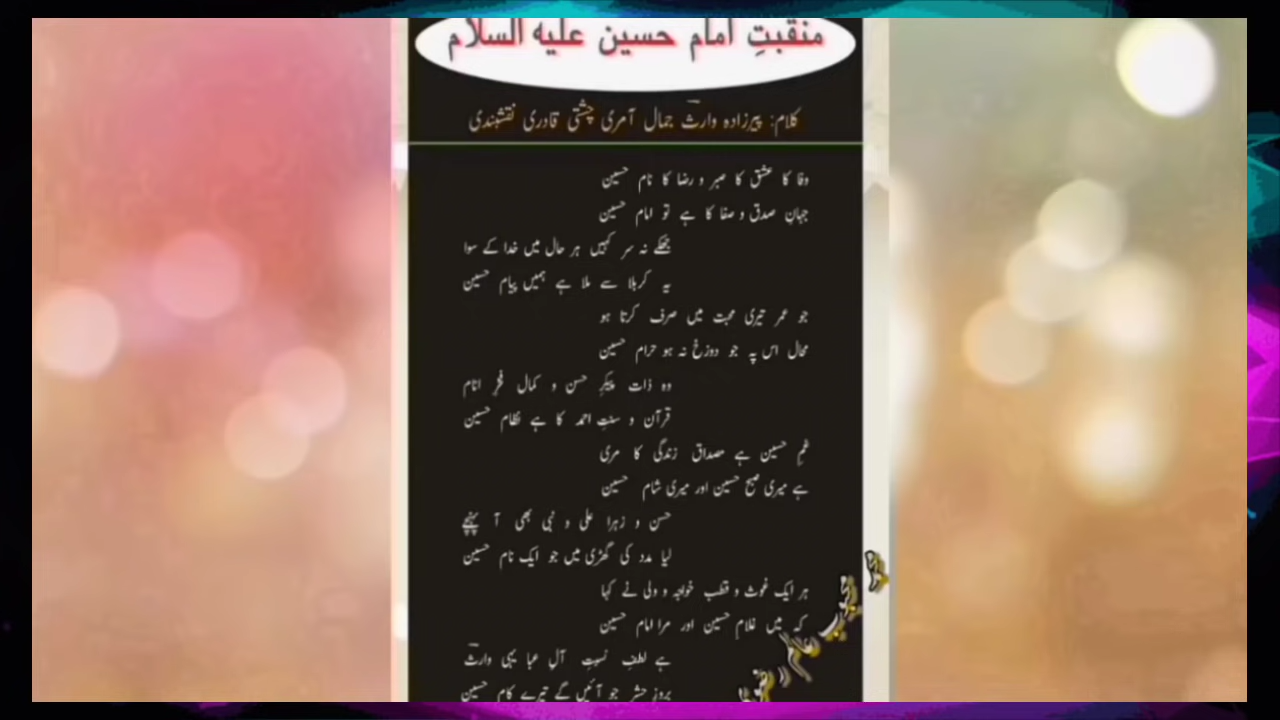 منقبتِ امام حسین علیہ السلام
کلام: پیرزادہ وارثؔ جمال آمری چشتی قادری نقشبندی
وفا کا عشق کا صبر و رضا کا نام حسین
جہانِ صدق و صفا کا ہے تو امام حسین
جھکے نہ سر کہیں ہر حال میں خدا کے سوا
یہ کربلا سے ملا ہے ہمیں پیام حسین
جو عمر تیری محبت میں صرف کرتا ہو
محال اس پہ جو دوزخ نہ ہو حرام حسین
وہ ذات پیکرِ حسن و کمال فخرِ انام
قرآن و سنتِ احمد کا ہے نظام حسین
غمِ حسین ہے مصداق زندگی کا مری
ہے میری صبح حسین اور میری شام حسین
حسن و زہرا علی و نبی بھی آ پہنچے
لیا مدد کی گھڑی میں جو ایک نام حسین
ہر ایک غوث و قطب خواجہ و ولی نے کہا
کہ میں غلام حسین اور مرا امام حسین
ہے لطفِ نسبتِ آلِ عبا یہی وارثؔ
بروزِ حشر جو آئیں گے تیرے کام حسین